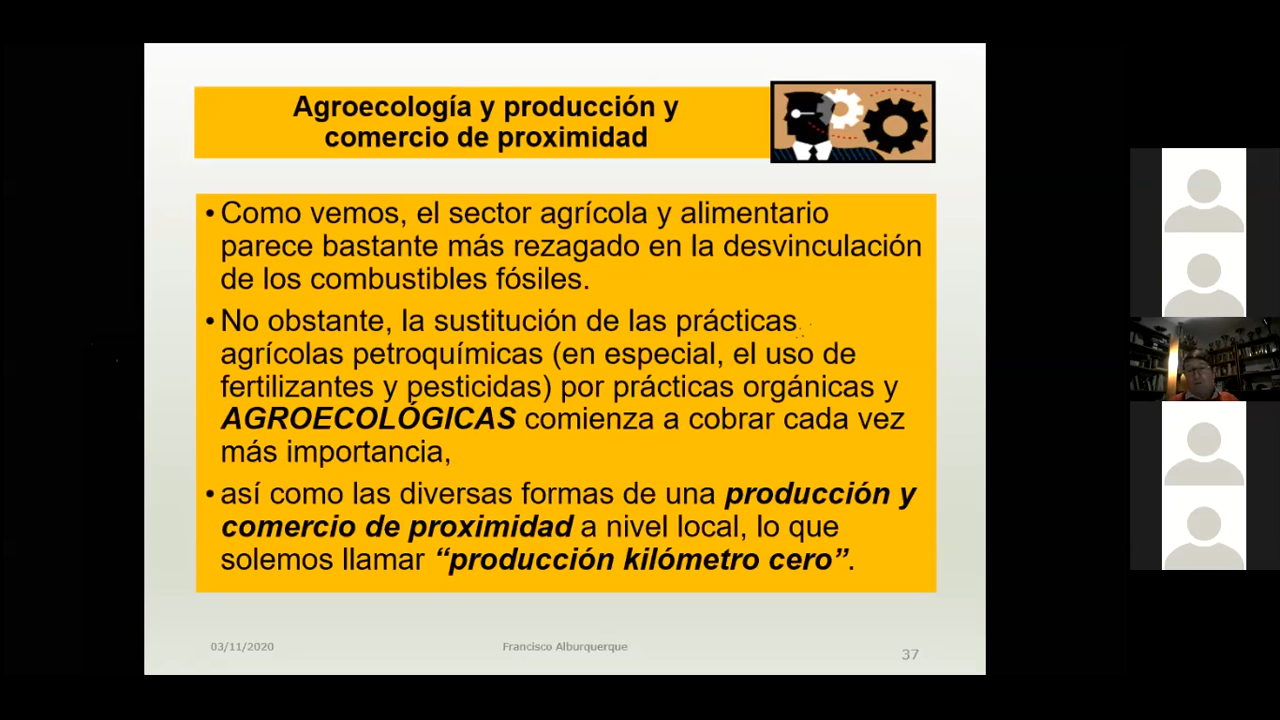 Agroecología y producción y
comercio de proximidad
• Como vemos, el sector agrícola y alimentario
parece bastante más rezagado en la desvinculación
de los combustibles fósiles.
• No obstante, la sustitución de las prácticas
agrícolas petroquímicas (en especial, el uso de
fertilizantes y pesticidas) por prácticas orgánicas y
AGROECOLÓGICAS comienza a cobrar cada vez
más importancia,
• así como las diversas formas de una producción y
comercio de proximidad a nivel local, lo que
solemos llamar “producción kilómetro cero”.
03/11/2020
Francisco Alburquerque
37